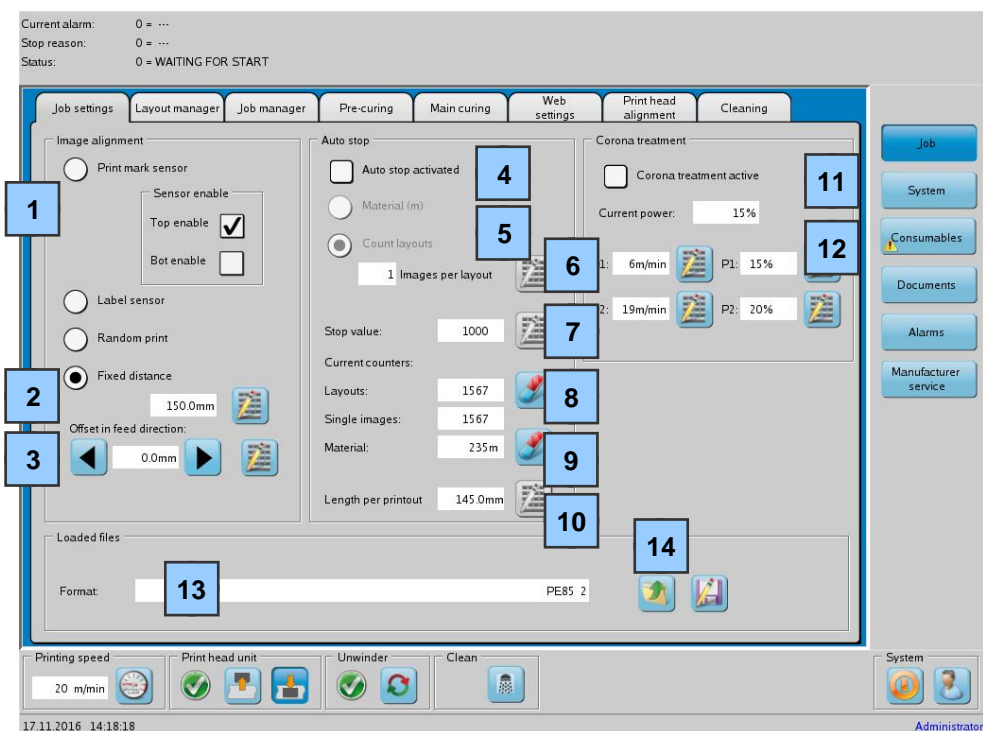 Current alarm: 0 = ---
Stop reason: 0 = ---
Status: 0 = WAITING FOR START
Job settings
Layout manager
Job manager
Pre-curing
Main curing
Web settings
Print head alignment
Cleaning
Image alignment
Print mark sensor
1
Sensor enable
Top enable
Bot enable
Label sensor
Random print
2
Fixed distance
150.0mm
Offset in feed direction:
3
0.0mm
Auto stop
Auto stop activated
4
Material (m)
5
Count layouts
1 Images per layout
6
Stop value: 1000
7
Current counters:
Layouts: 1567
8
Single images: 1567
Material: 235m
9
Length per printout 145.0mm
10
Corona treatment
Corona treatment active
11
Current power: 15%
12
1: 6m/min P1: 15%
2: 19m/min P2: 20%
Loaded files
14
Format:
13
PE85 2
Job
System
Consumables
Documents
Alarms
Manufacturer service
Printing speed
20 m/min
Print head unit
Unwinder
Clean
System
17.11.2016 14:18:18
Administrator